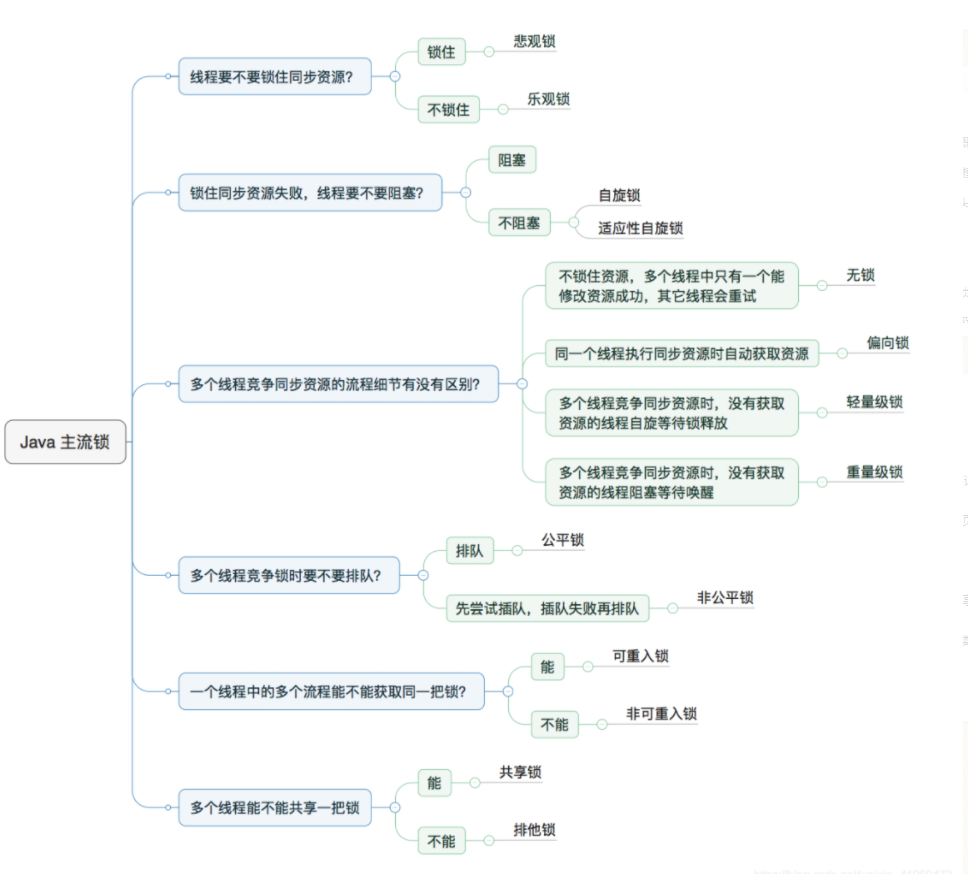 Java 主流锁
线程要不要锁住同步资源？
锁住
悲观锁
不锁住
乐观锁
锁住同步资源失败，线程要不要阻塞？
阻塞
不阻塞
自旋锁
适应性自旋锁
多个线程竞争同步资源的流程细节有没有区别？
不锁住资源，多个线程中只有一个能
修改资源成功，其它线程会重试
无锁
同一个线程执行同步资源时自动获取资源
偏向锁
多个线程竞争同步资源时，没有获取
资源的线程自旋等待锁释放
轻量级锁
多个线程竞争同步资源时，没有获取
资源的线程阻塞等待唤醒
重量级锁
多个线程竞争锁时要不要排队？
排队
公平锁
先尝试插队，插队失败再排队
非公平锁
一个线程中的多个流程能不能获取同一把锁？
能
可重入锁
不能
非可重入锁
多个线程能不能共享一把锁
能
共享锁
不能
排他锁